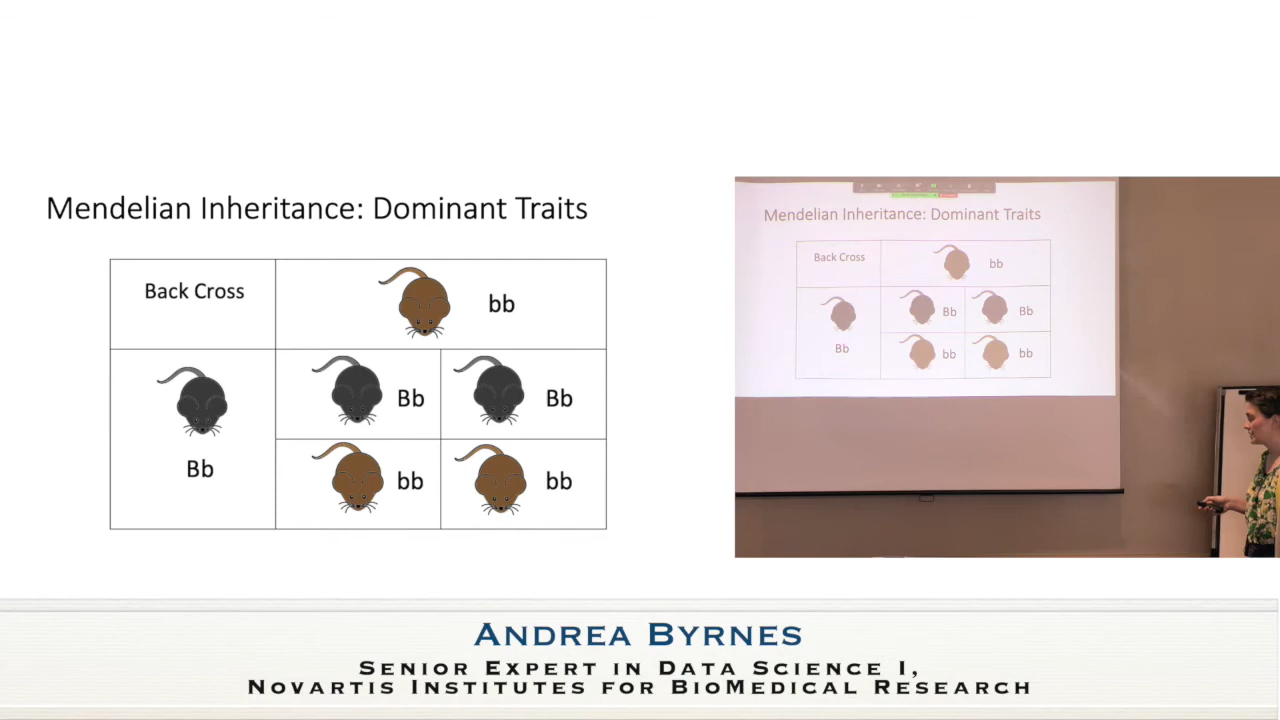 Mendelian Inheritance: Dominant Traits
Back Cross
bb
Bb
Bb
Bb
bb
bb
Mendelian Inheritance: Dominant Traits
Back Cross
bb
Bb
Bb
Bb
bb
bb
Andrea Byrnes
Senior Expert in Data Science I,
Novartis Institutes for BioMedical Research